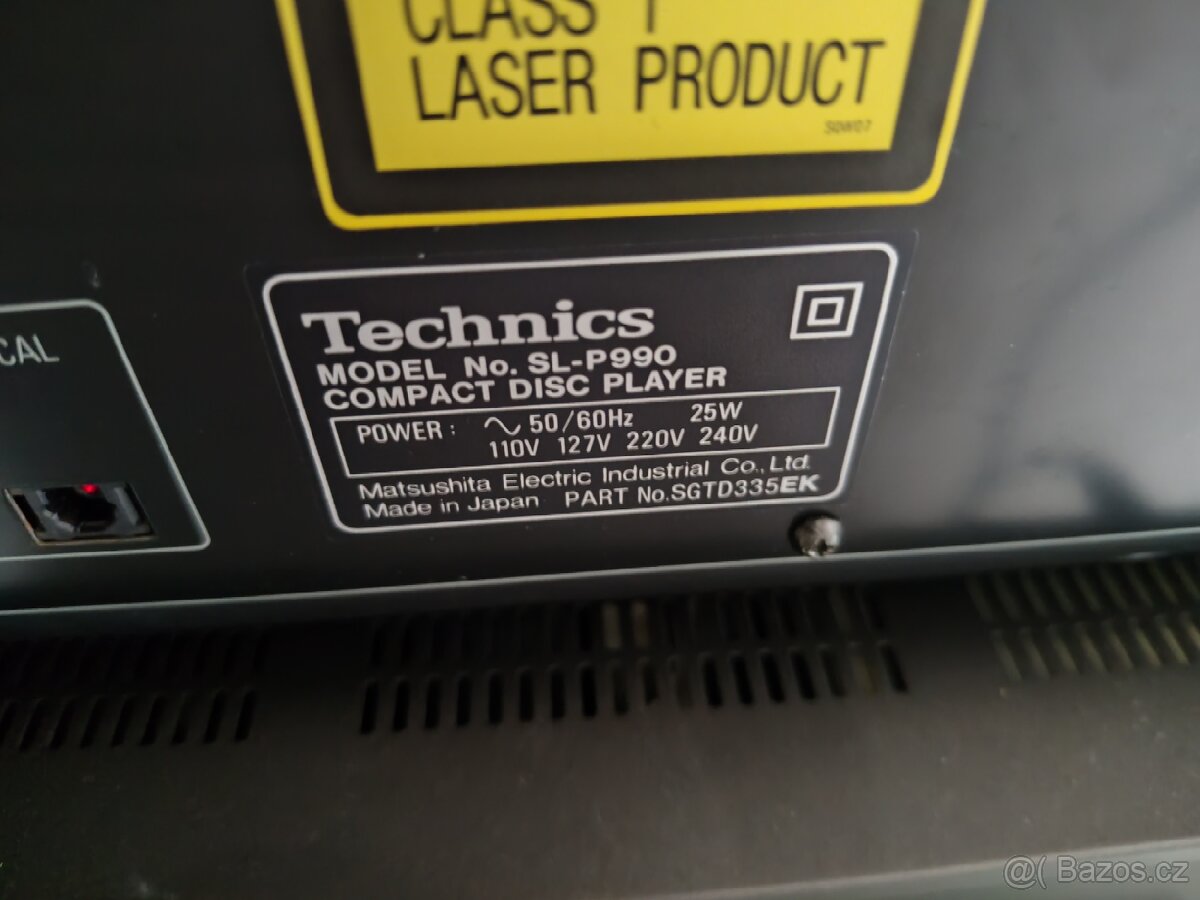 CLASS 1
LASER PRODUCT
SQW07
CAL
Technics
MODEL No. SL-P990
COMPACT DISC PLAYER
POWER: ∿ 50/60Hz 25W
110V 127V 220V 240V
Matsushita Electric Industrial Co., Ltd.
Made in Japan PART No.SGTD335EK
@( Bazos.cz